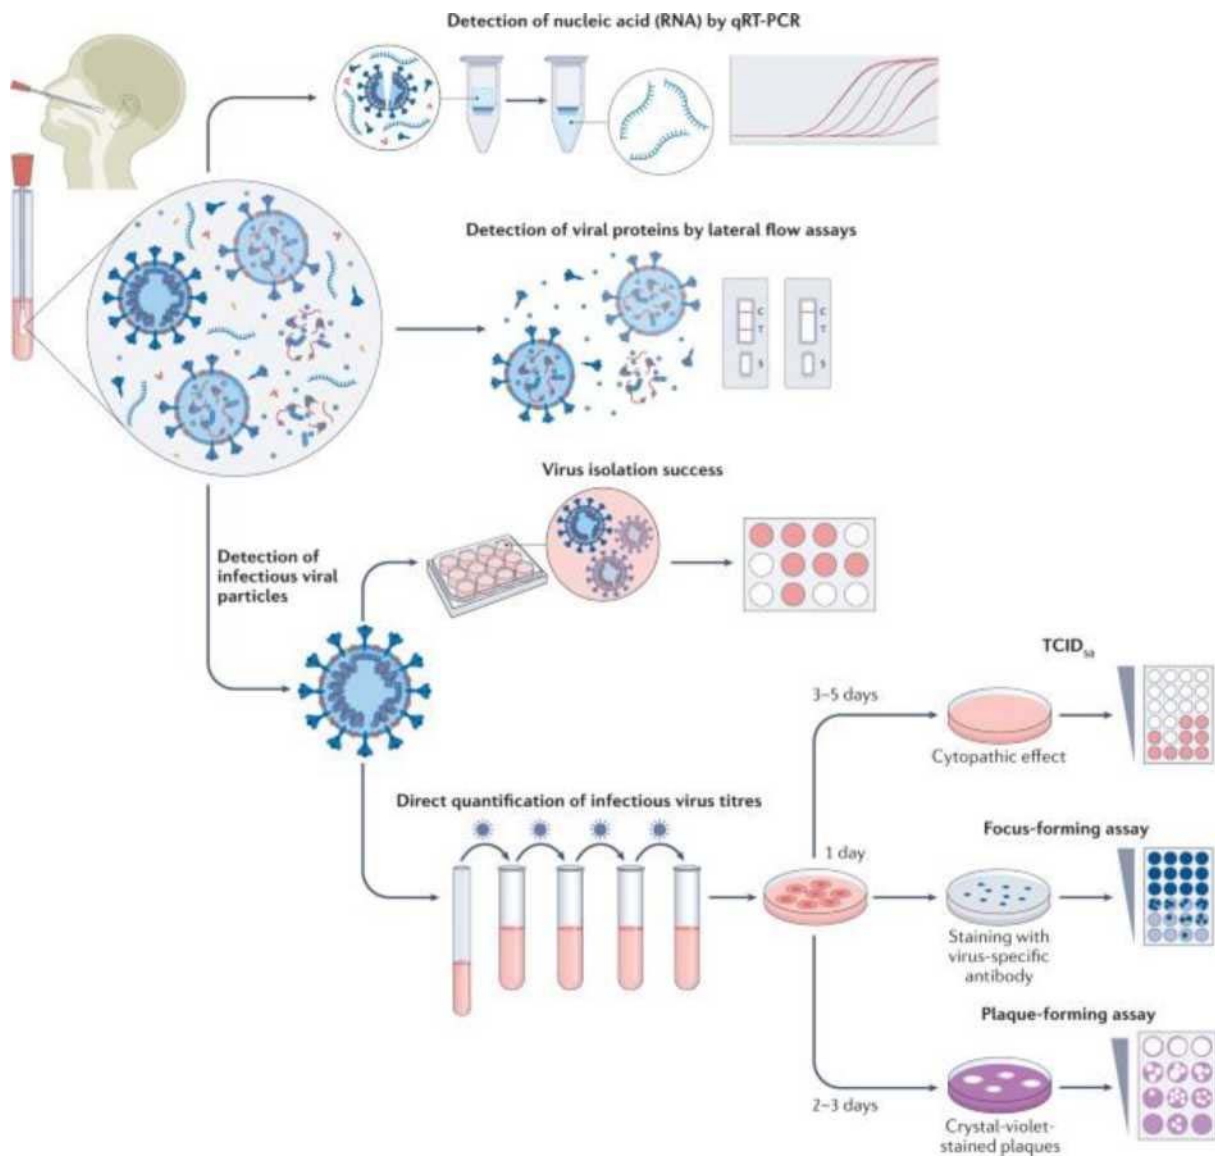 Detection of nucleic acid (RNA) by qRT-PCR
Detection of viral proteins by lateral flow assays
C
T
S
C
T
S
Virus isolation success
Detection of
infectious viral
particles
TCID50
3–5 days
Cytopathic effect
Direct quantification of infectious virus titres
Focus-forming assay
1 day
Staining with
virus-specific
antibody
Plaque-forming assay
2–3 days
Crystal-violet-
stained plaques